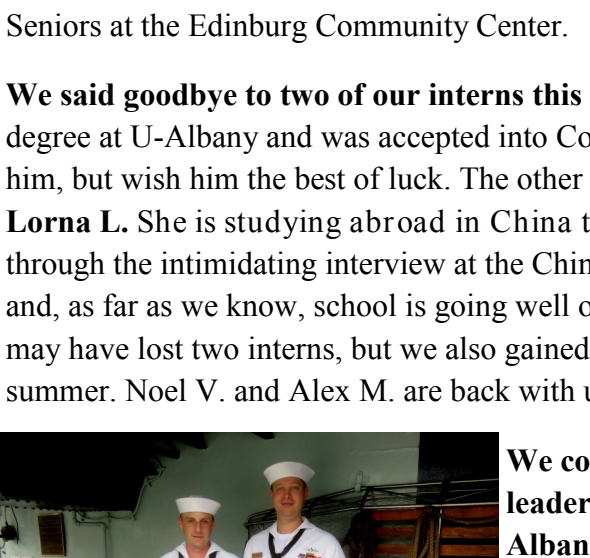 Seniors at the Edinburg Community Center.
We said goodbye to two of our interns this
degree at U-Albany and was accepted into Co
him, but wish him the best of luck. The other
Lorna L. She is studying abroad in China t
through the intimidating interview at the Chin
and, as far as we know, school is going well o
may have lost two interns, but we also gained
summer. Noel V. and Alex M. are back with u
We co
leader
Alban